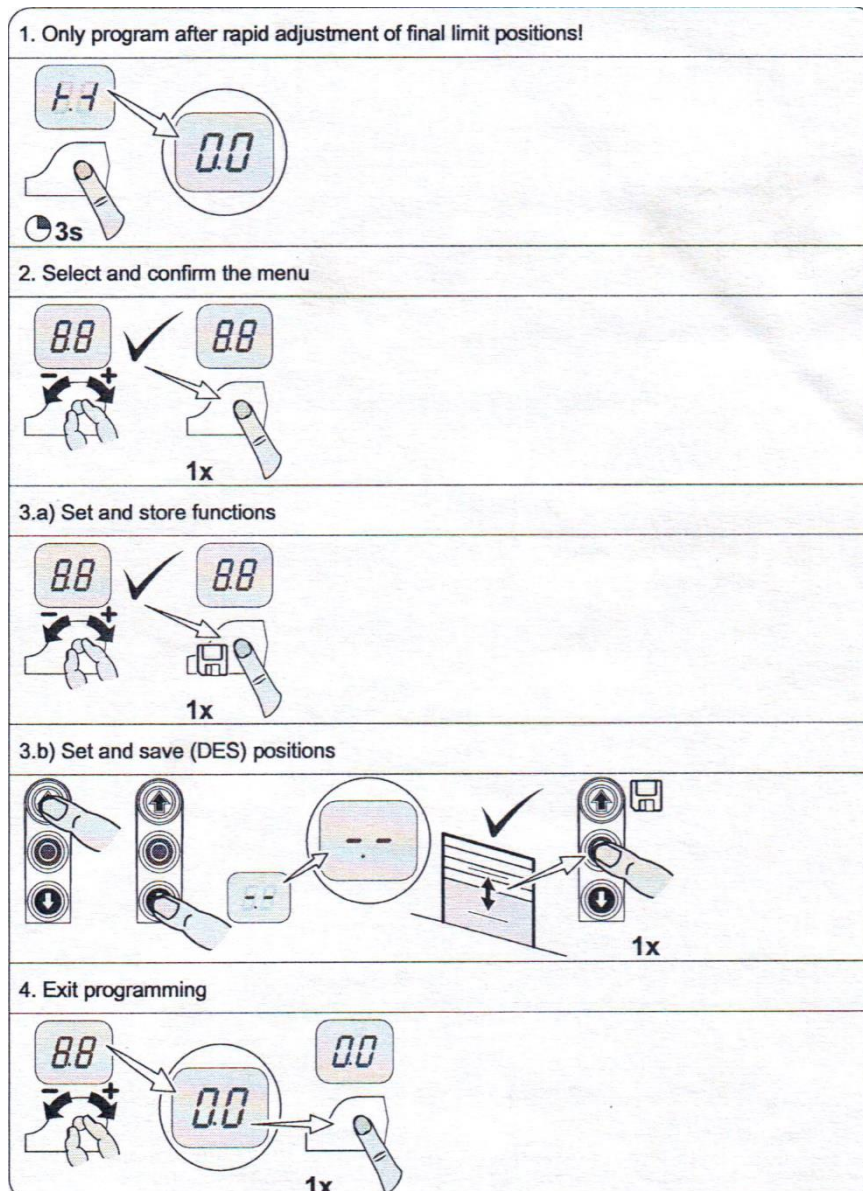 1. Only program after rapid adjustment of final limit positions!
0.0
3s
2. Select and confirm the menu
8.8 8.8
- +
1x
3.a) Set and store functions
8.8 8.8
- +
1x
3.b) Set and save (DES) positions
- -
- -
1x
4. Exit programming
8.8 0.0
- +
0.0
1x